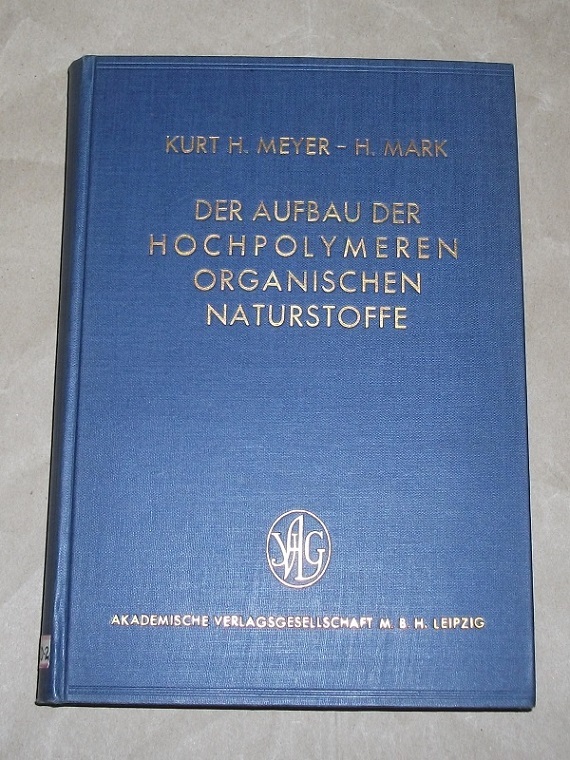 KURT H. MEYER – H. MARK
DER AUFBAU DER
HOCHPOLYMEREN
ORGANISCHEN
NATURSTOFFE
AVG
AKADEMISCHE VERLAGSGESELLSCHAFT M. B. H. LEIPZIG